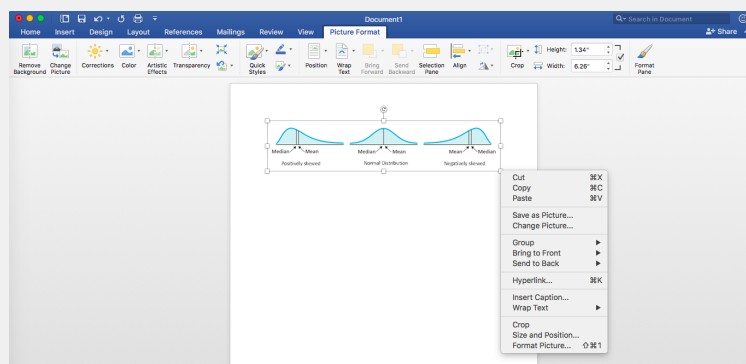 Document1
Search in Document
Home Insert Design Layout References Mailings Review View Picture Format
Share
Remove Background
Change Picture
Corrections
Color
Artistic Effects
Transparency
Quick Styles
Position
Wrap Text
Bring Forward
Send Backward
Selection Pane
Align
Crop
Height: 1.34"
Width: 6.26"
Format Pane
Median Mean Median Mean Mean Median
Positively skewed Normal Distribution Negatively skewed
Cut ⌘X
Copy ⌘C
Paste ⌘V
Save as Picture...
Change Picture...
Group
Bring to Front
Send to Back
Hyperlink... ⌘K
Insert Caption...
Wrap Text
Crop
Size and Position...
Format Picture... ⇧⌘1